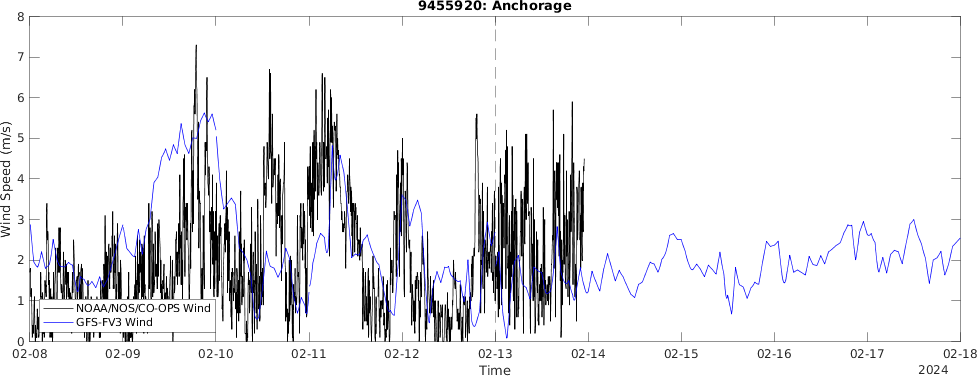 9455920: Anchorage
8
7
6
5
4
3
2
1
0
Wind Speed (m/s)
NOAA/NOS/CO-OPS Wind
GFS-FV3 Wind
02-08 02-09 02-10 02-11 02-12 02-13 02-14 02-15 02-16 02-17 02-18
Time
2024